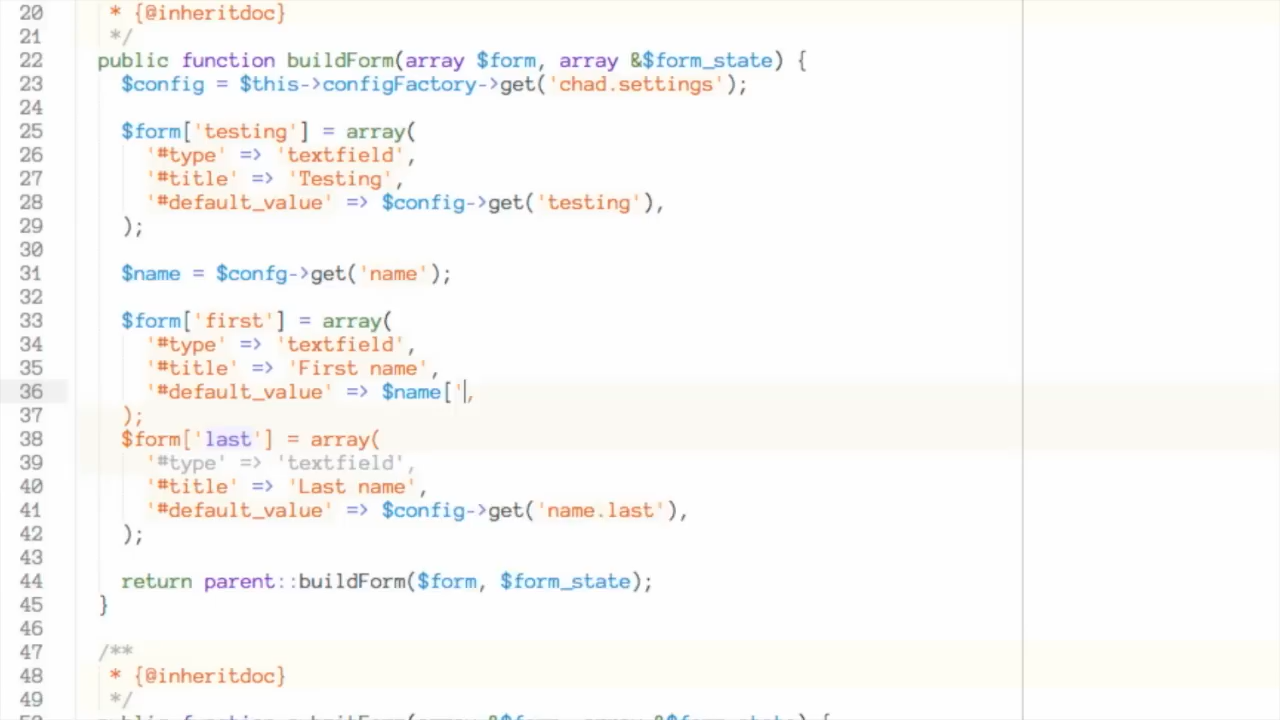 20 * {@inheritdoc}
21 */
22 public function buildForm(array $form, array &$form_state) {
23 $config = $this->configFactory->get('chad.settings');
24
25 $form['testing'] = array(
26 '#type' => 'textfield',
27 '#title' => 'Testing',
28 '#default_value' => $config->get('testing'),
29 );
30
31 $name = $confg->get('name');
32
33 $form['first'] = array(
34 '#type' => 'textfield',
35 '#title' => 'First name',
36 '#default_value' => $name[',
37 );
38 $form['last'] = array(
39 '#type' => 'textfield',
40 '#title' => 'Last name',
41 '#default_value' => $config->get('name.last'),
42 );
43
44 return parent::buildForm($form, $form_state);
45 }
46
47 /**
48 * {@inheritdoc}
49 */